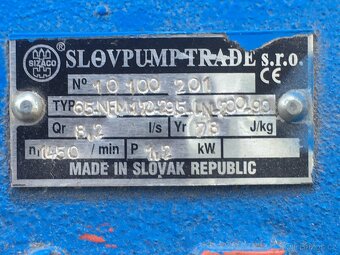 SIZACO
SLOVPUMP-TRADE s.r.o.
Nº 10 100 201 CE
TYP
Qr 8,2 l/s Yr 78 J/kg
n 1450 / min P 1,2 kW
MADE IN SLOVAK REPUBLIC